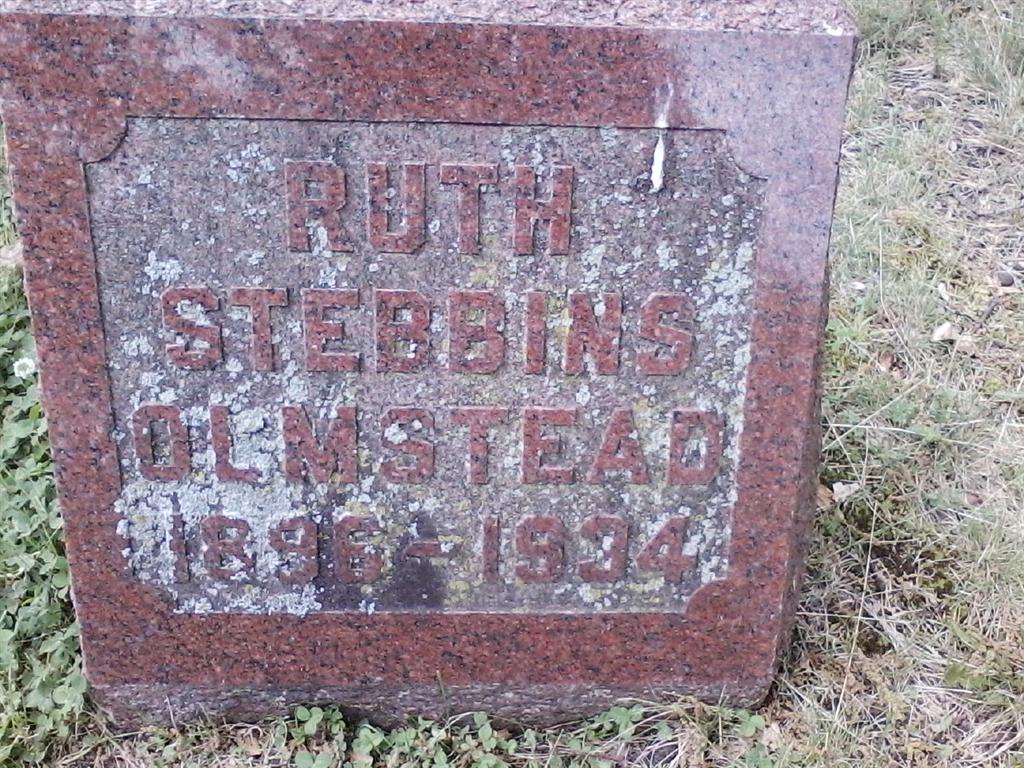 RUTH
STEBBINS
OLMSTEAD
1896-1934